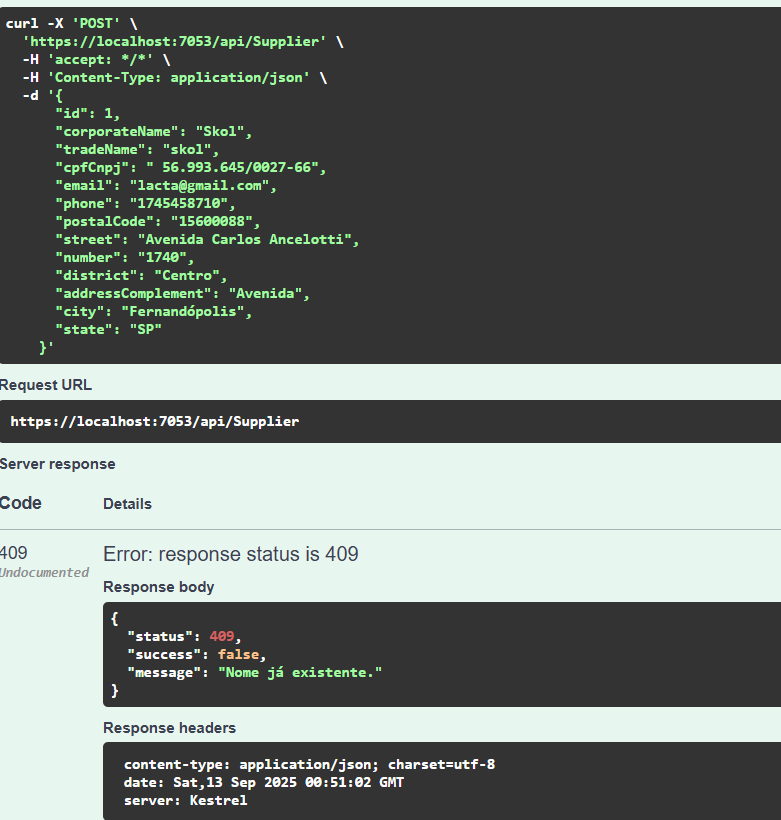 curl -X 'POST' \
  'https://localhost:7053/api/Supplier' \
  -H 'accept: */*' \
  -H 'Content-Type: application/json' \
  -d '{
      "id": 1,
      "corporateName": "Skol",
      "tradeName": "skol",
      "cpfCnpj": " 56.993.645/0027-66",
      "email": "lacta@gmail.com",
      "phone": "1745458710",
      "postalCode": "15600088",
      "street": "Avenida Carlos Ancelotti",
      "number": "1740",
      "district": "Centro",
      "addressComplement": "Avenida",
      "city": "Fernandópolis",
      "state": "SP"
    }'
Request URL
https://localhost:7053/api/Supplier
Server response
Code Details
409 Error: response status is 409
Undocumented
Response body
{
  "status": 409,
  "success": false,
  "message": "Nome já existente."
}
Response headers
content-type: application/json; charset=utf-8
date: Sat,13 Sep 2025 00:51:02 GMT
server: Kestrel